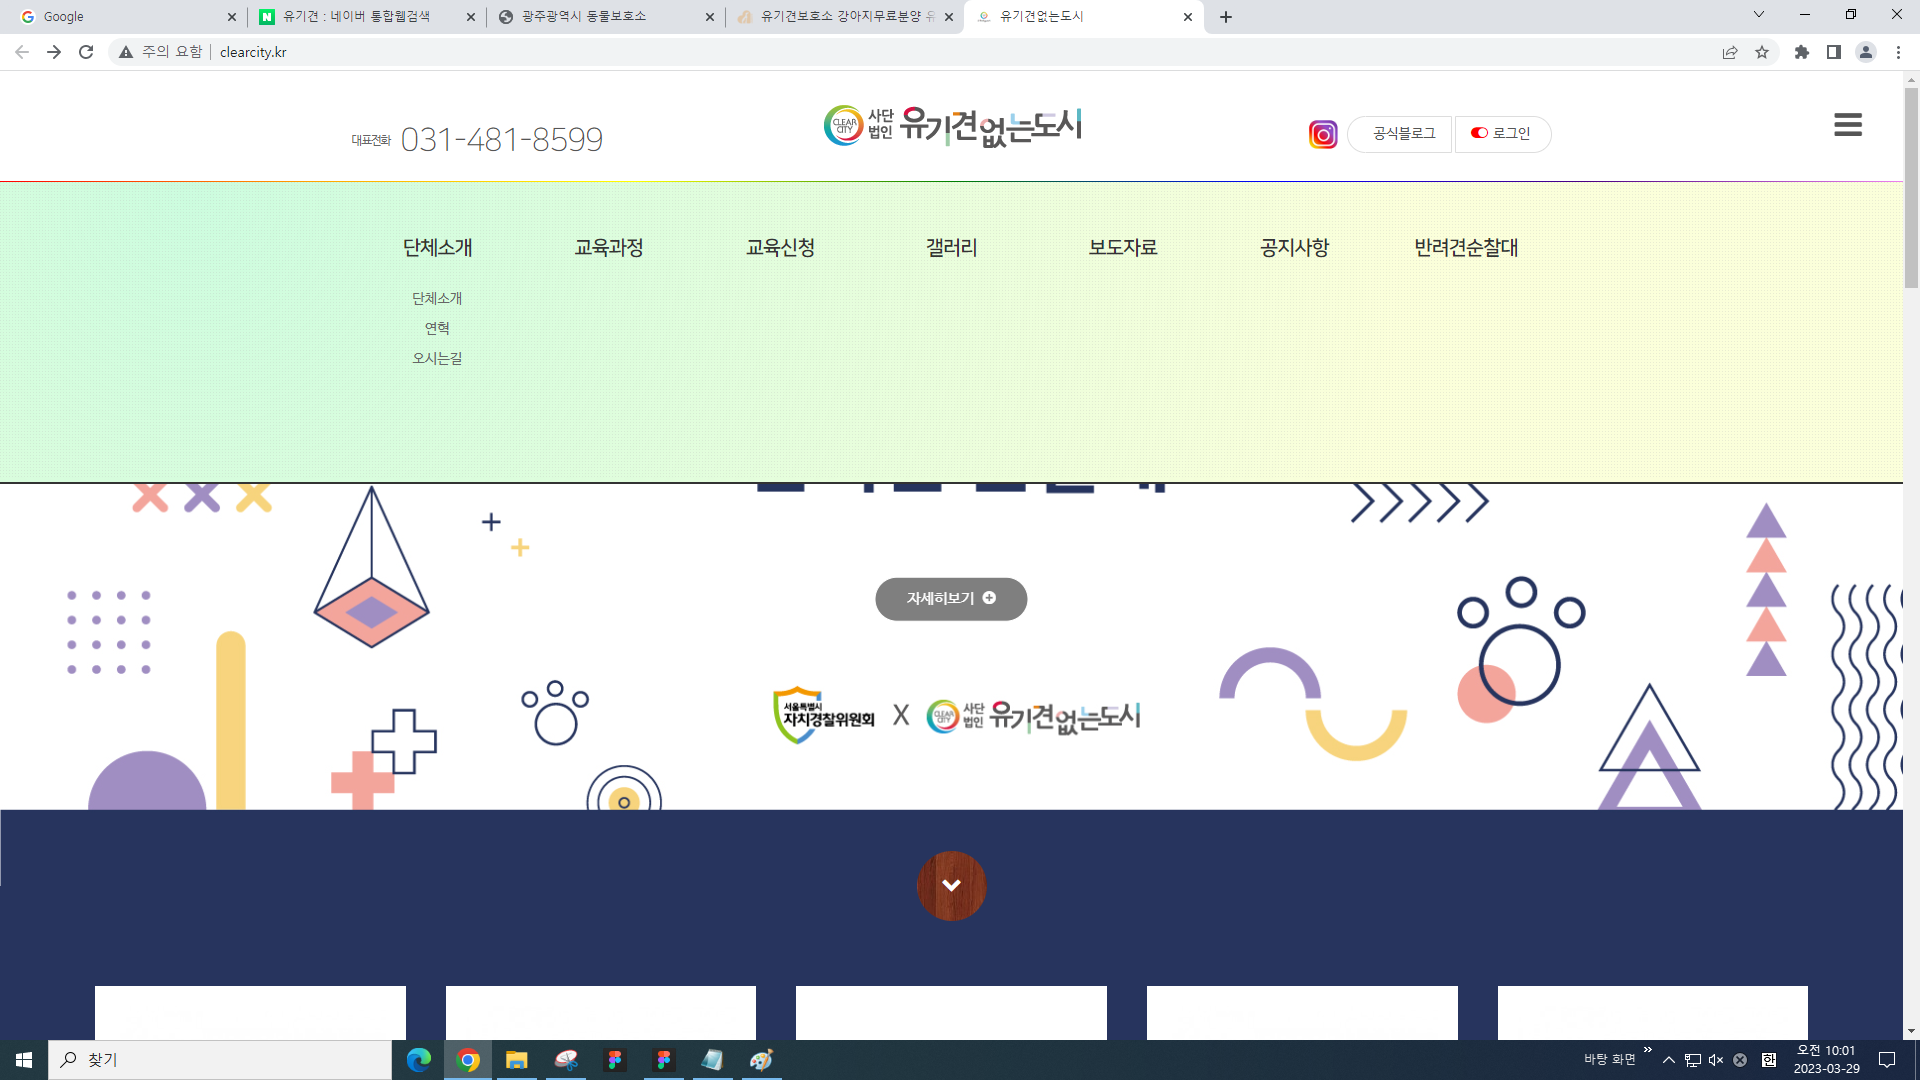 Google
유기견 : 네이버 통합웹검색
광주광역시 동물보호소
유기견보호소 강아지무료분양
유기견없는도시
주의 요함
clearcity.kr
대표전화 031-481-8599
CLEAR CITY 사단법인 유기견없는도시
공식블로그
로그인
단체소개 교육과정 교육신청 갤러리 보도자료 공지사항 반려견순찰대
단체소개
연혁
오시는길
자세히보기
서울특별시
자치경찰위원회 X CLEAR CITY 사단법인 유기견없는도시
찾기
바탕 화면
한
오전 10:01
2023-03-29